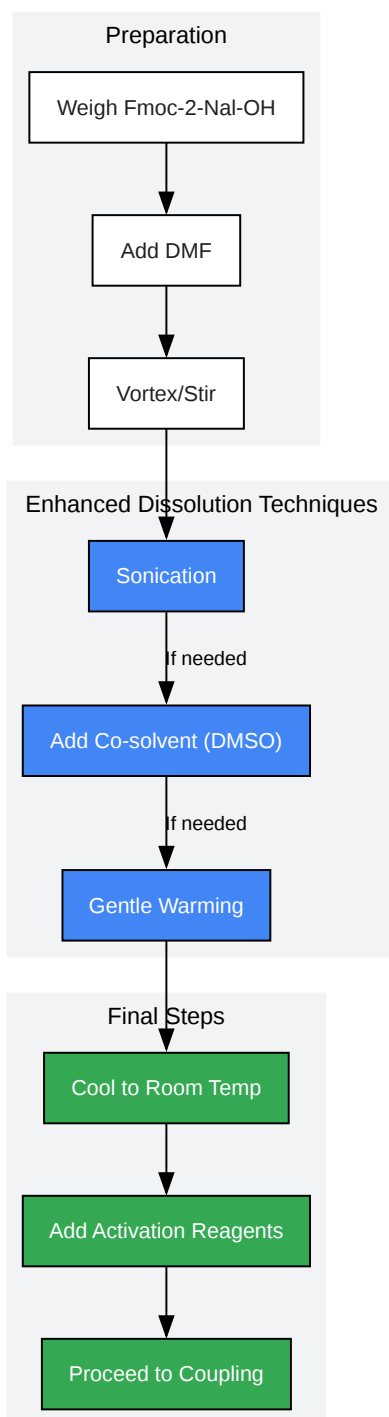 Preparation
Weigh Fmoc-2-Nal-OH
Add DMF
Vortex/Stir
Enhanced Dissolution Techniques
Sonication
If needed
Add Co-solvent (DMSO)
If needed
Gentle Warming
Final Steps
Cool to Room Temp
Add Activation Reagents
Proceed to Coupling